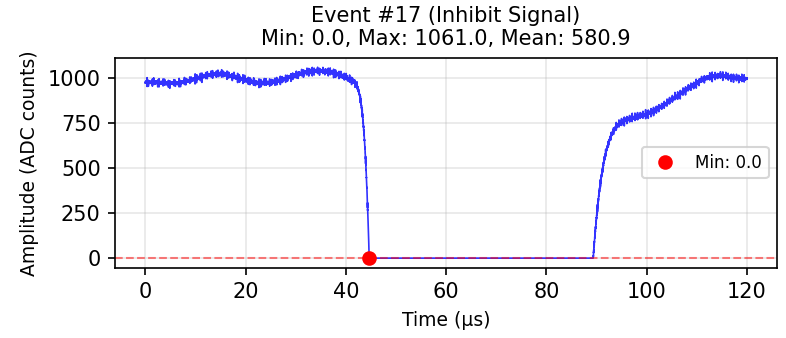 Event #17 (Inhibit Signal)
Min: 0.0, Max: 1061.0, Mean: 580.9
Amplitude (ADC counts)
1000
750
500
250
0
Min: 0.0
0 20 40 60 80 100 120
Time (µs)